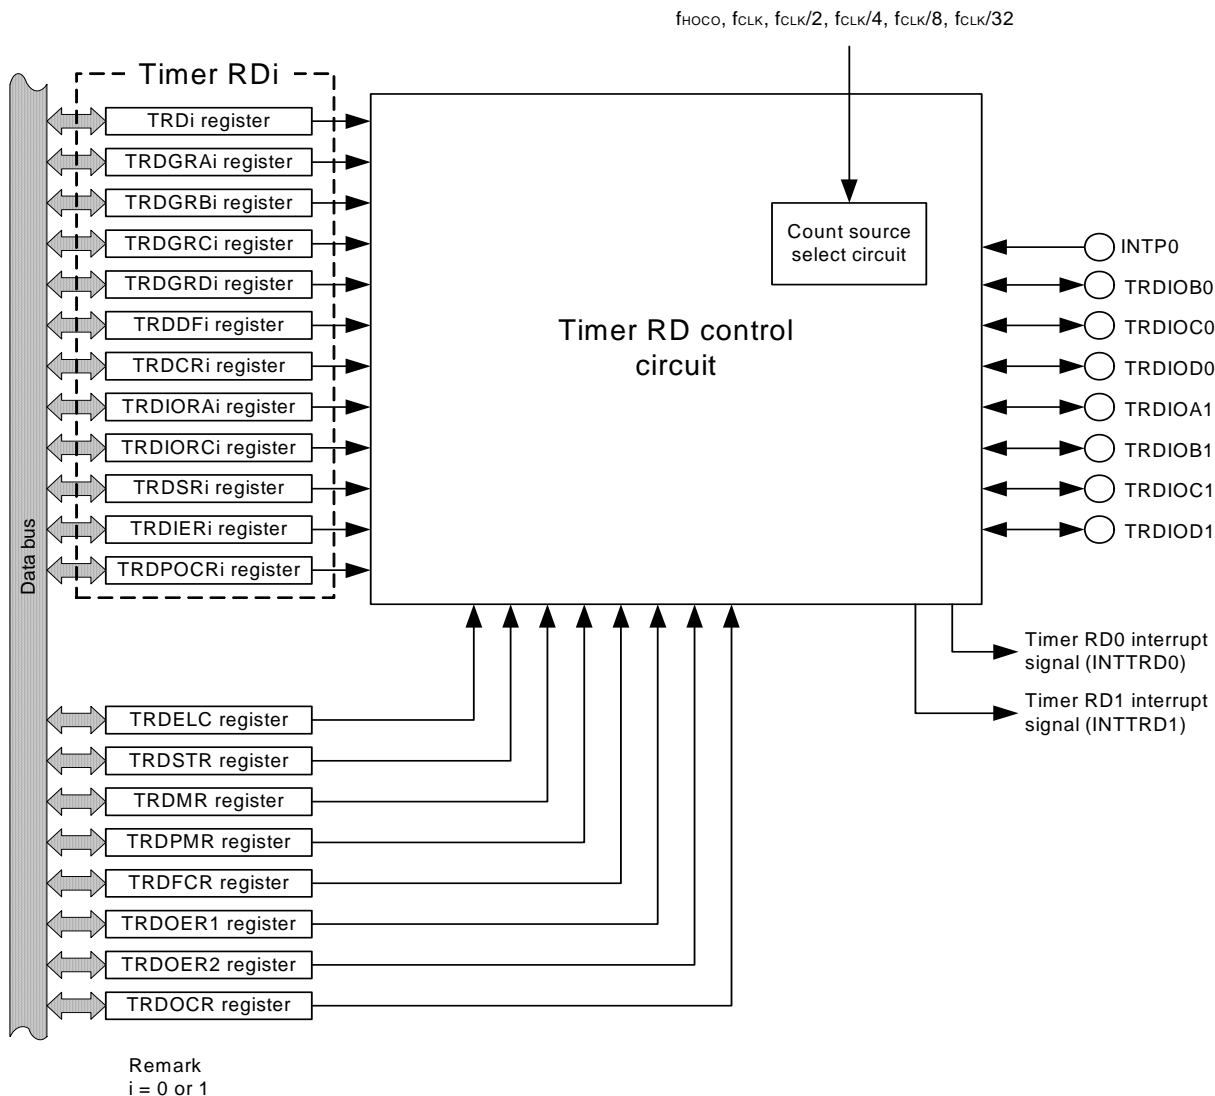 fHOCO, fCLK, fCLK/2, fCLK/4, fCLK/8, fCLK/32
Timer RDi
TRDi register
TRDGRAi register
TRDGRBi register
TRDGRCi register
TRDGRDi register
TRDDFi register
TRDCRi register
TRDIORAi register
TRDIORCi register
TRDSRi register
TRDIERi register
TRDPOCRi register
Data bus
Count source
select circuit
Timer RD control
circuit
INTP0
TRDIOB0
TRDIOC0
TRDIOD0
TRDIOA1
TRDIOB1
TRDIOC1
TRDIOD1
Timer RD0 interrupt
signal (INTTRD0)
Timer RD1 interrupt
signal (INTTRD1)
TRDELC register
TRDSTR register
TRDMR register
TRDPMR register
TRDFCR register
TRDOER1 register
TRDOER2 register
TRDOCR register
Remark
i = 0 or 1